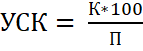 УСК = К*100 / П